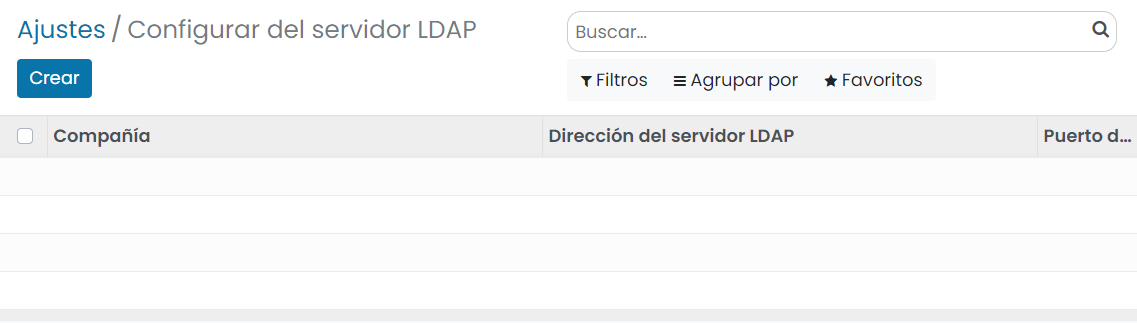 Ajustes / Configurar del servidor LDAP
Buscar...
Crear
Filtros Agrupar por Favoritos
Compañía Dirección del servidor LDAP Puerto d...